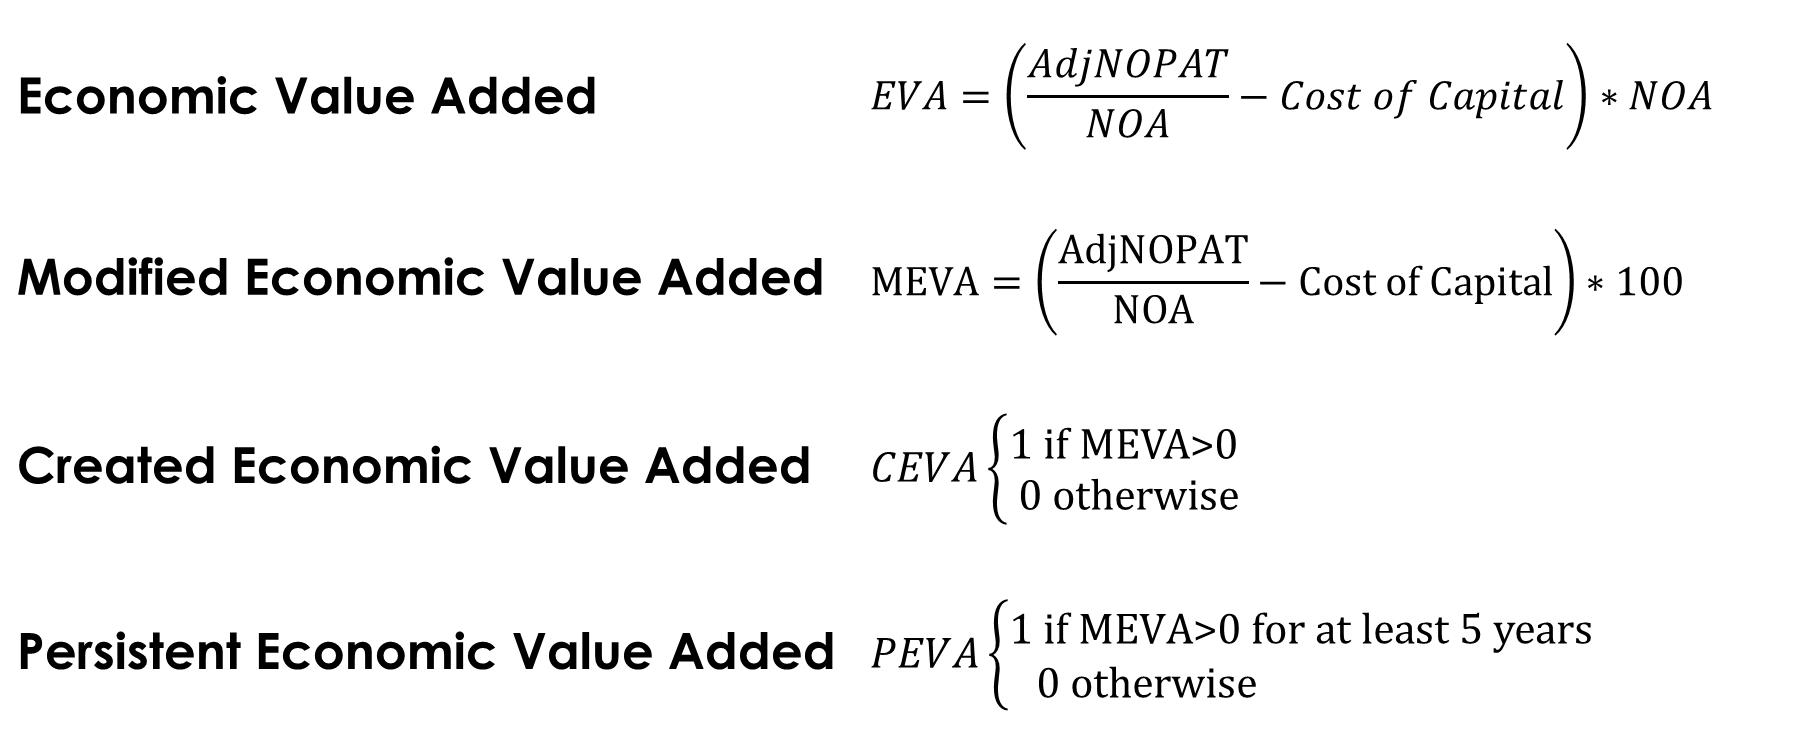 Economic Value Added EVA = (AdjNOPAT/NOA − Cost of Capital) * NOA
Modified Economic Value Added MEVA = (AdjNOPAT/NOA − Cost of Capital) * 100
Created Economic Value Added CEVA { 1 if MEVA>0
0 otherwise
Persistent Economic Value Added PEVA { 1 if MEVA>0 for at least 5 years
0 otherwise